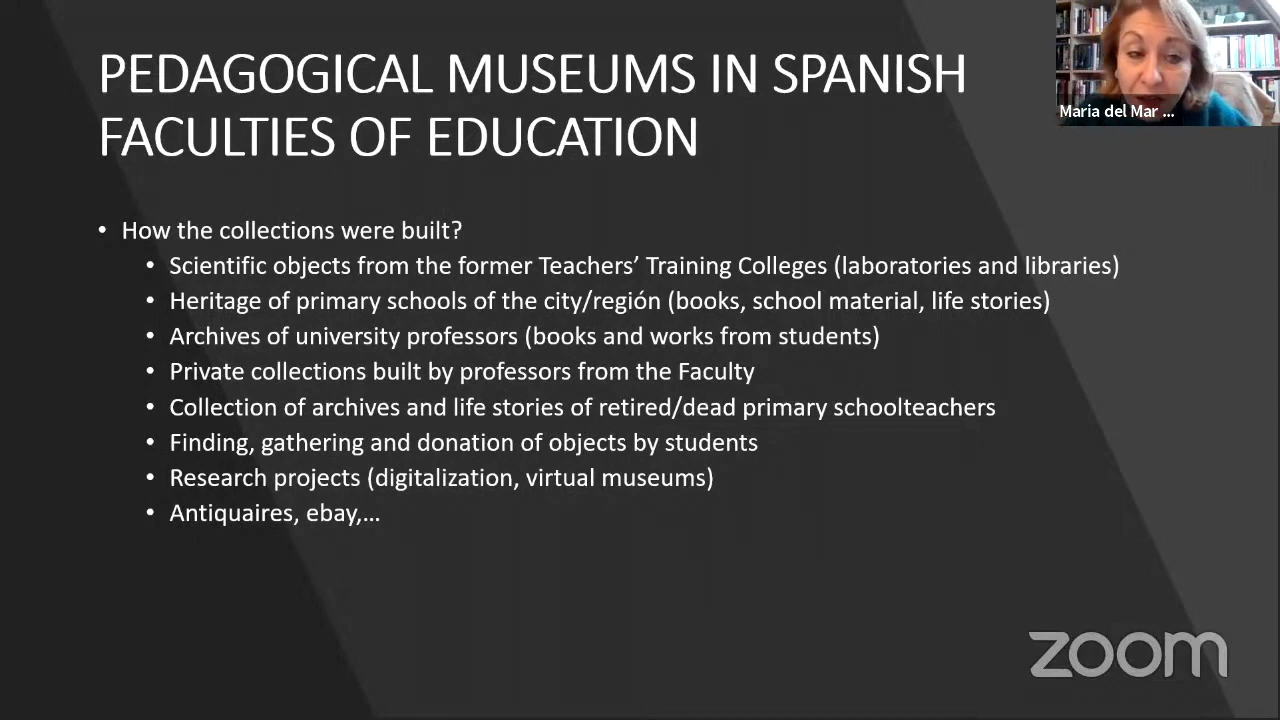 PEDAGOGICAL MUSEUMS IN SPANISH
FACULTIES OF EDUCATION
Maria del Mar ...
• How the collections were built?
• Scientific objects from the former Teachers’ Training Colleges (laboratories and libraries)
• Heritage of primary schools of the city/región (books, school material, life stories)
• Archives of university professors (books and works from students)
• Private collections built by professors from the Faculty
• Collection of archives and life stories of retired/dead primary schoolteachers
• Finding, gathering and donation of objects by students
• Research projects (digitalization, virtual museums)
• Antiquaires, ebay,...
zoom